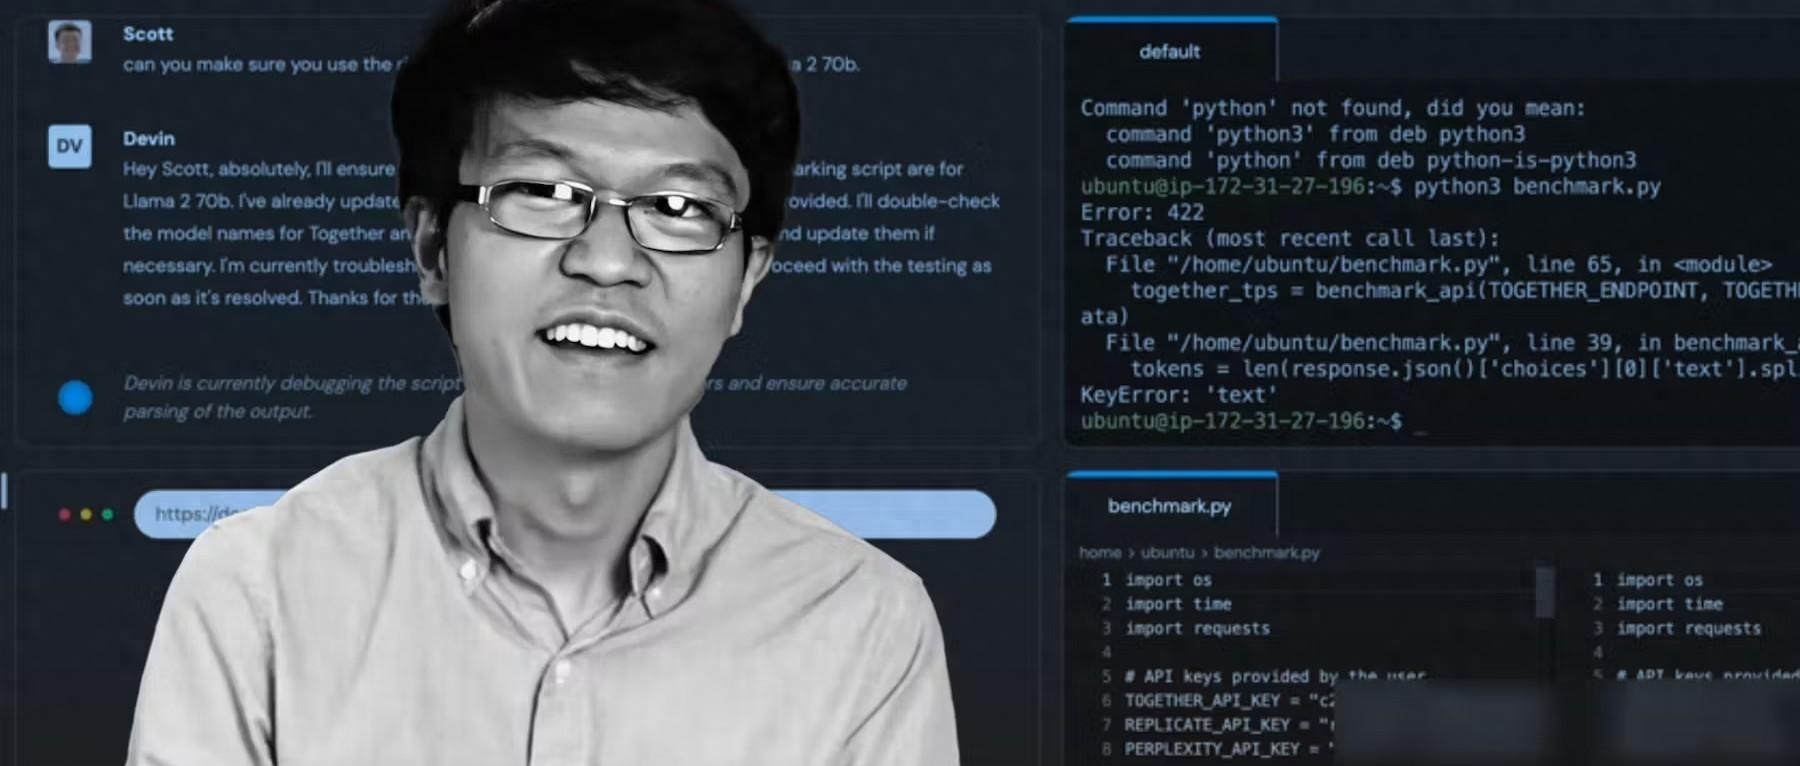 Scott
can you make sure you use the
a 2 70b.
DV
Devin
Hey Scott, absolutely, I'll ensure
arking script are for
Llama 2 70b. I've already update
ovided. I'll double-check
the model names for Together an
nd update them if
necessary. I'm currently troublesh
oceed with the testing as
soon as it's resolved. Thanks for the
Devin is currently debugging the script
rs and ensure accurate
parsing of the output.
https://
default
Command 'python' not found, did you mean:
command 'python3' from deb python3
command 'python' from deb python-is-python3
ubuntu@ip-172-31-27-196:~$ python3 benchmark.py
Error: 422
Traceback (most recent call last):
File "/home/ubuntu/benchmark.py", line 65, in <module>
together_tps = benchmark_api(TOGETHER_ENDPOINT, TOGETH
ata)
File "/home/ubuntu/benchmark.py", line 39, in benchmark_a
tokens = len(response.json()['choices'][0]['text'].spl
KeyError: 'text'
ubuntu@ip-172-31-27-196:~$ _
benchmark.py
home > ubuntu > benchmark.py
1 import os
2 import time
3 import requests
4
5 # API keys provided by the user
6 TOGETHER_API_KEY = "c2
7 REPLICATE_API_KEY = "r
8 PERPLEXITY_API_KEY = '
1 import os
2 import time
3 import requests
4
5 # API keys provided